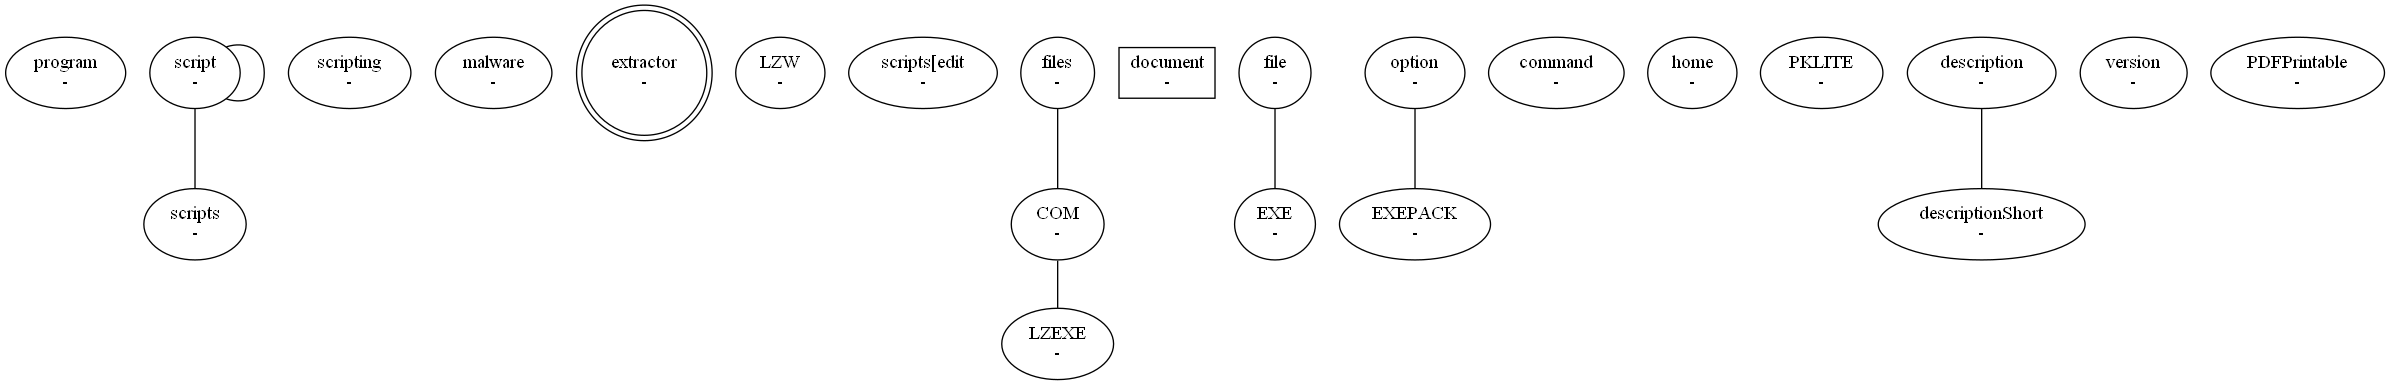 program
-
script
-
scripting
-
malware
-
extractor
-
LZW
-
scripts[edit
-
files
-
document
-
file
-
option
-
command
-
home
-
PKLITE
-
description
-
version
-
PDFPrintable
-
scripts
-
COM
-
EXE
-
EXEPACK
-
descriptionShort
-
LZEXE
-